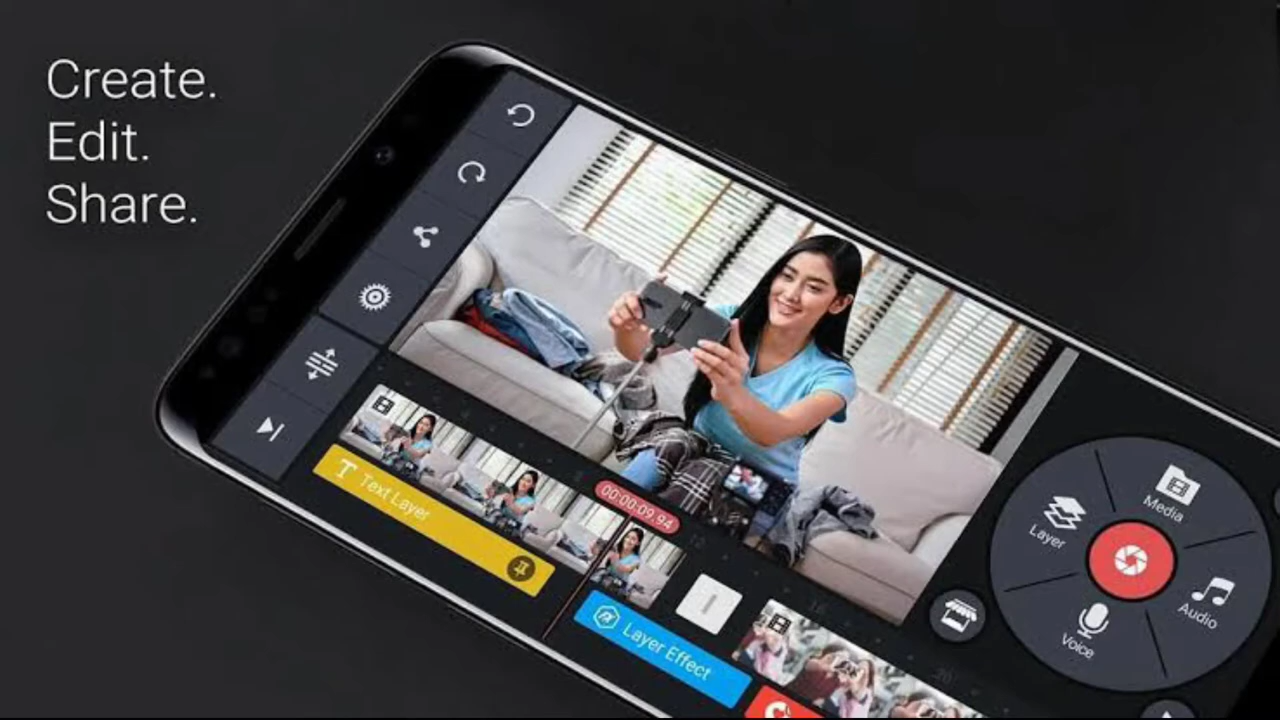 Create.
Edit.
Share.
Text Layer
00:00:09.94
Layer Effect
Media
Layer
Audio
Voice